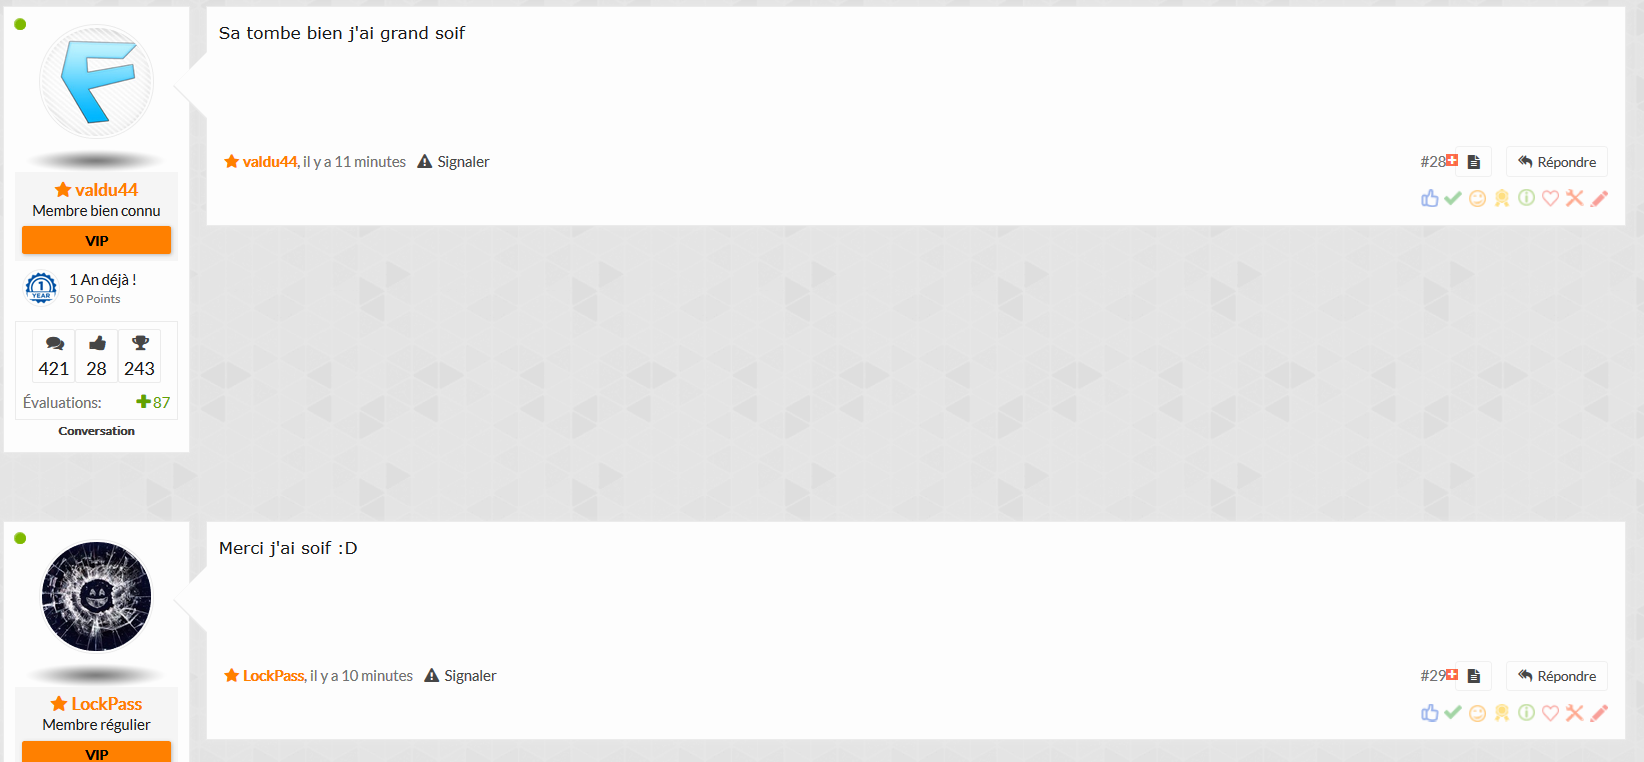 Sa tombe bien j'ai grand soif
valdu44, il y a 11 minutes Signaler #28 Répondre
valdu44
Membre bien connu
VIP
1 YEAR
1 An déjà !
50 Points
421 28 243
Évaluations: 87
Conversation
Merci j'ai soif :D
LockPass, il y a 10 minutes Signaler #29 Répondre
LockPass
Membre régulier
VIP